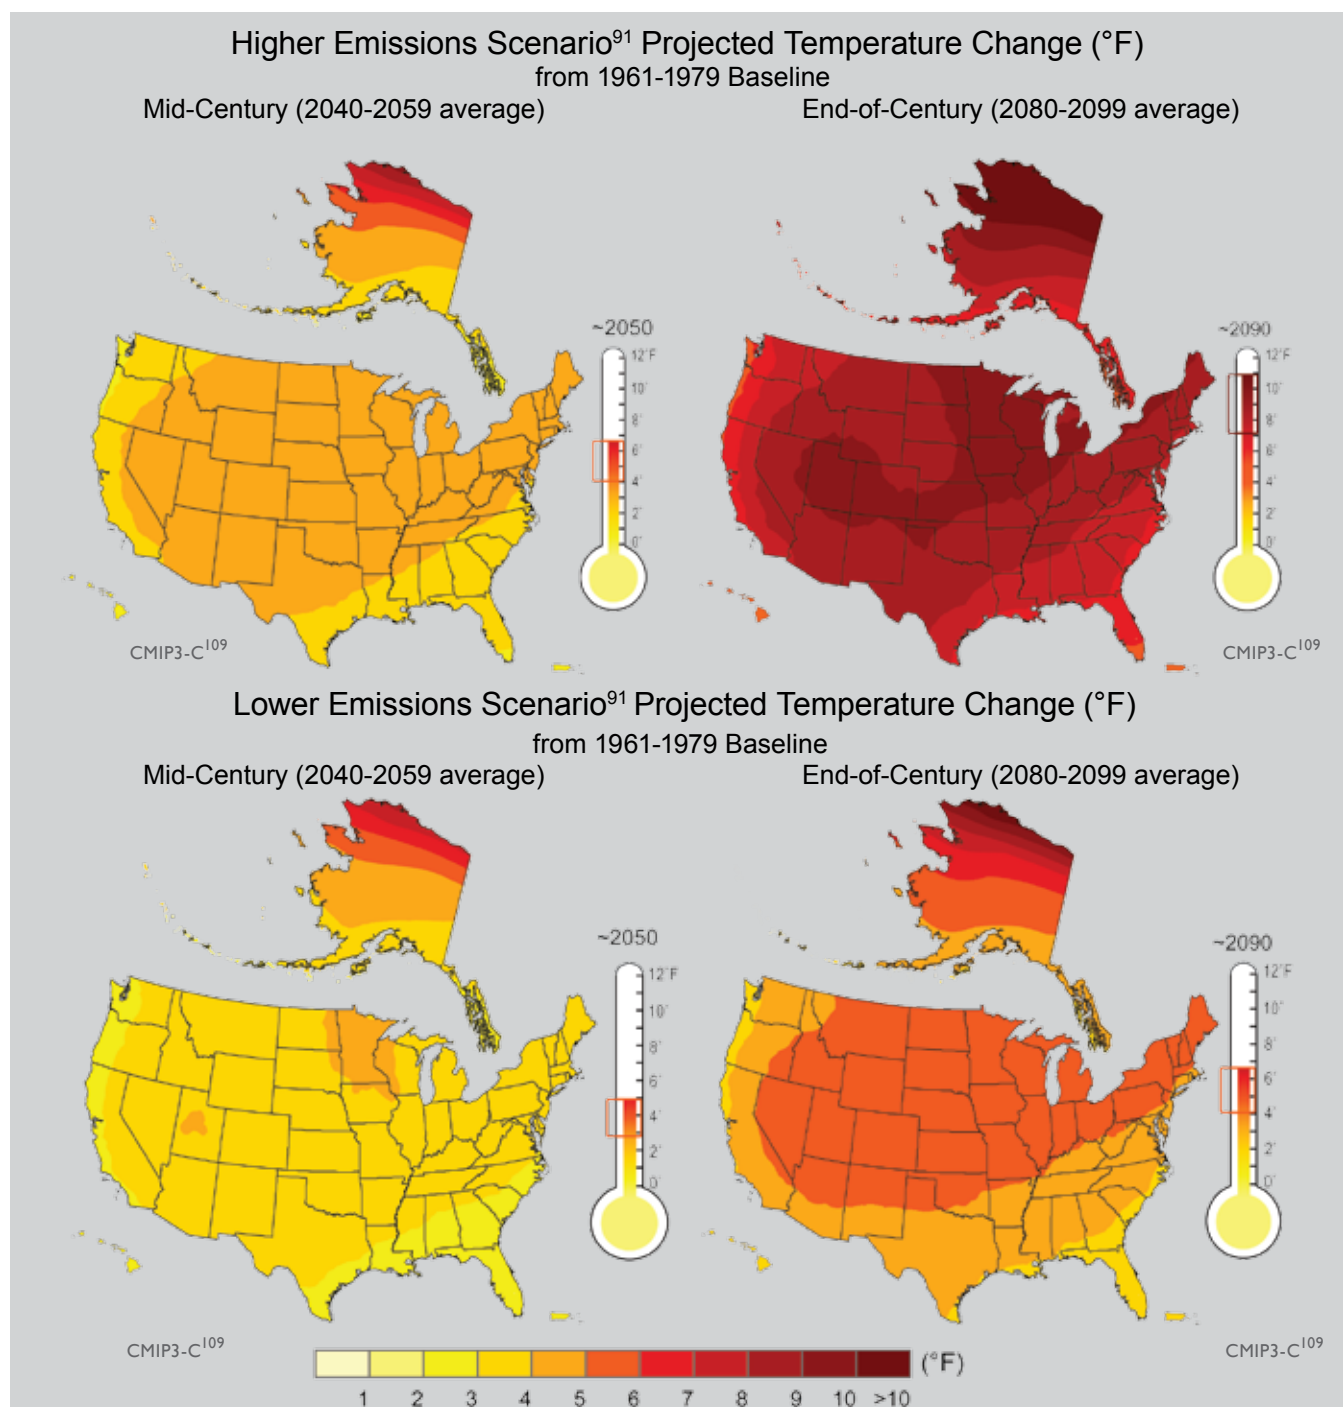 Higher Emissions Scenario⁹¹ Projected Temperature Change (°F)
from 1961-1979 Baseline
Mid-Century (2040-2059 average)
End-of-Century (2080-2099 average)
~2050
12°F
10°
8°
6°
4°
2°
0°
~2090
12°F
10°
8°
6°
4°
2°
0°
CMIP3-C¹⁰⁹
CMIP3-C¹⁰⁹
Lower Emissions Scenario⁹¹ Projected Temperature Change (°F)
from 1961-1979 Baseline
Mid-Century (2040-2059 average)
End-of-Century (2080-2099 average)
~2050
12°F
10°
8°
6°
4°
2°
0°
~2090
12°F
10°
8°
6°
4°
2°
0°
CMIP3-C¹⁰⁹
CMIP3-C¹⁰⁹
(°F)
1 2 3 4 5 6 7 8 9 10 >10